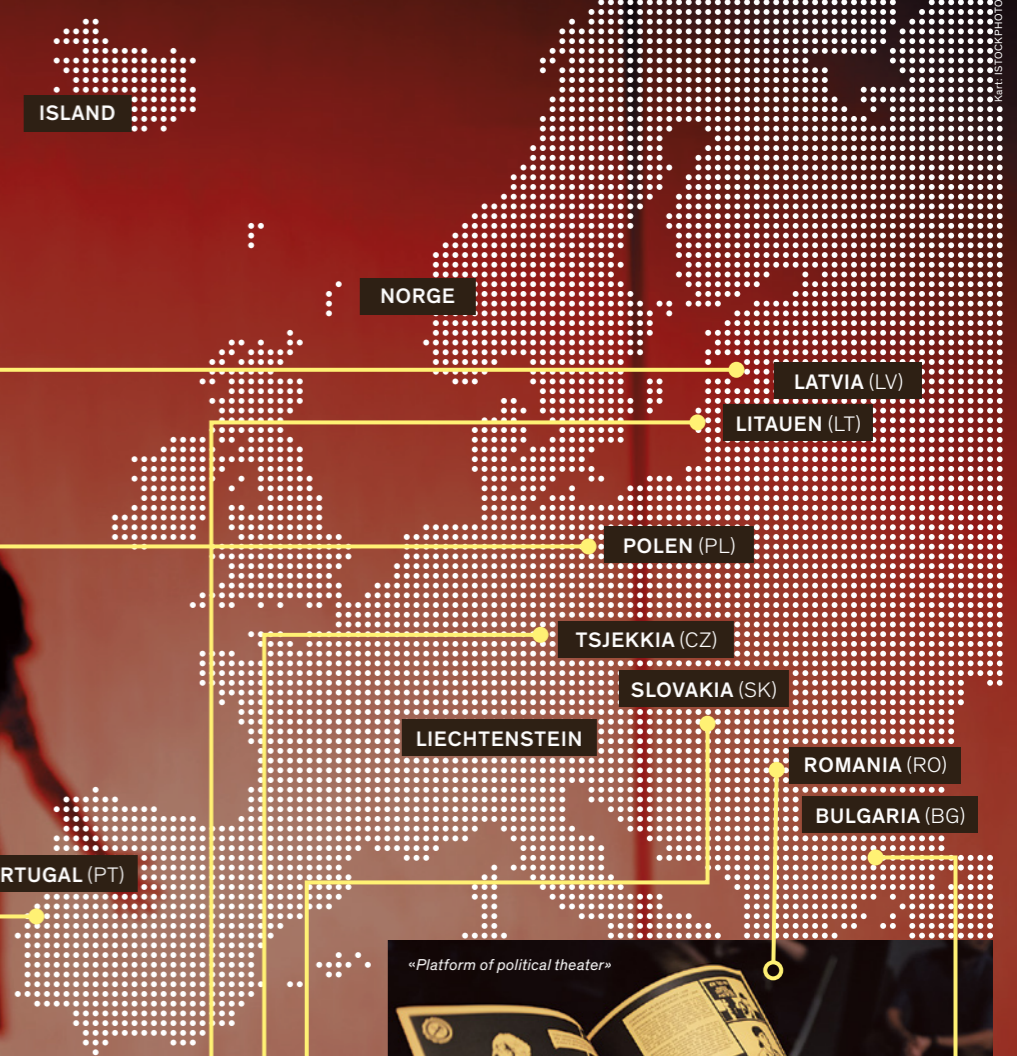 Kart: ISTOCKPHOTO
ISLAND
NORGE
LATVIA (LV)
LITAUEN (LT)
POLEN (PL)
TSJEKKIA (CZ)
SLOVAKIA (SK)
LIECHTENSTEIN
ROMANIA (RO)
BULGARIA (BG)
RTUGAL (PT)
«Platform of political theater»